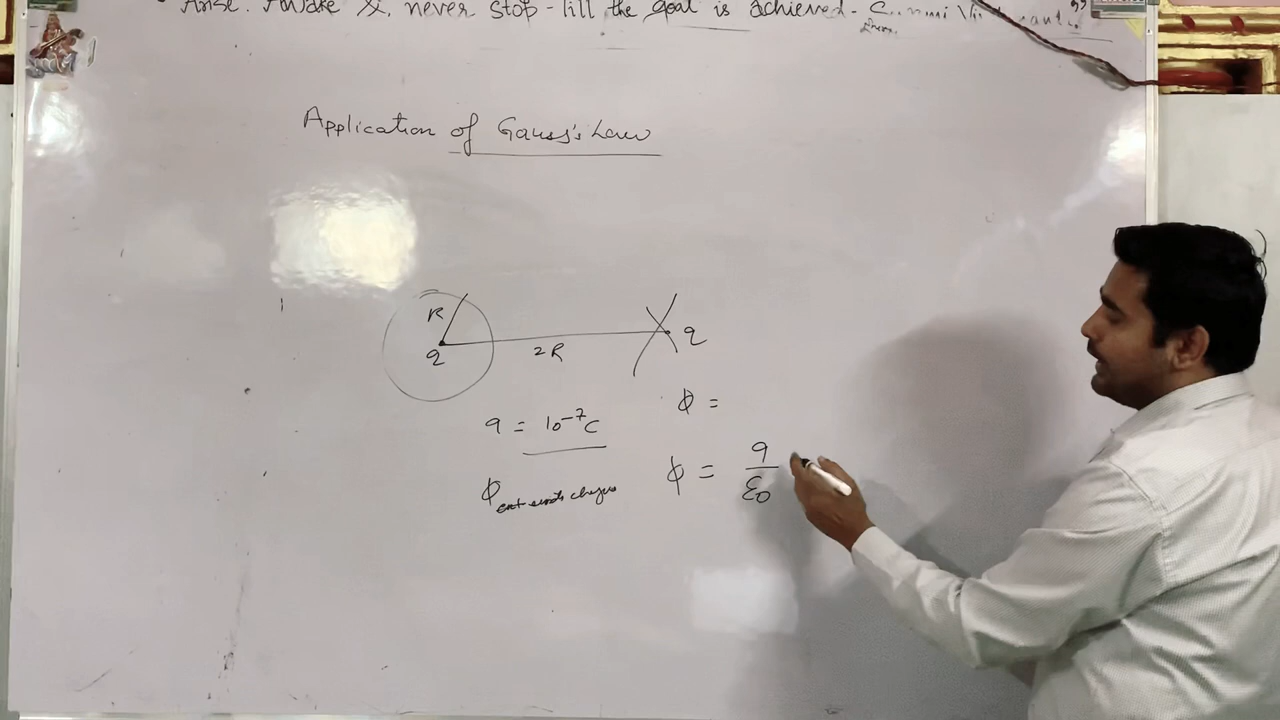 Arise. Awake &. never stop - till the goal is achieved -
Application of Gauss's Law
R
q
2R
q
q = 10⁻⁷C
ϕ =
ϕ
ϕ = q/ε₀